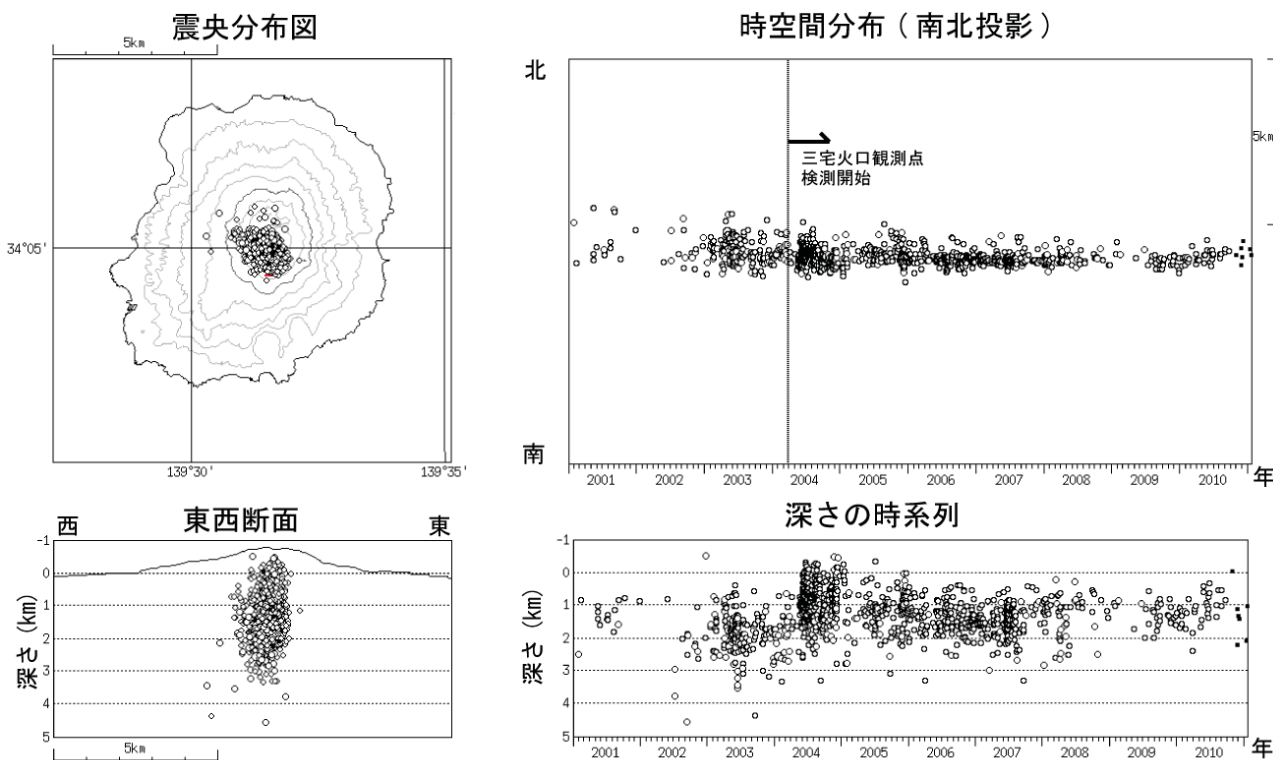 震央分布図
5km
34°05'
139°30'
139°35'
時空間分布（南北投影）
北
南
5km
三宅火口観測点
検測開始
2001 2002 2003 2004 2005 2006 2007 2008 2009 2010 年
東西断面
西
東
-1
0
1
2
3
4
5
深さ (km)
5km
深さの時系列
-1
0
1
2
3
4
5
深さ (km)
2001 2002 2003 2004 2005 2006 2007 2008 2010 2008 年